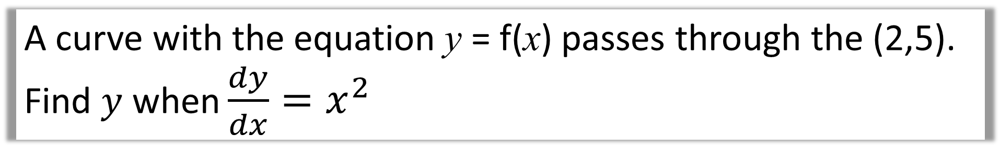 A curve with the equation y = f(x) passes through the (2,5).
Find y when dy/dx = x²